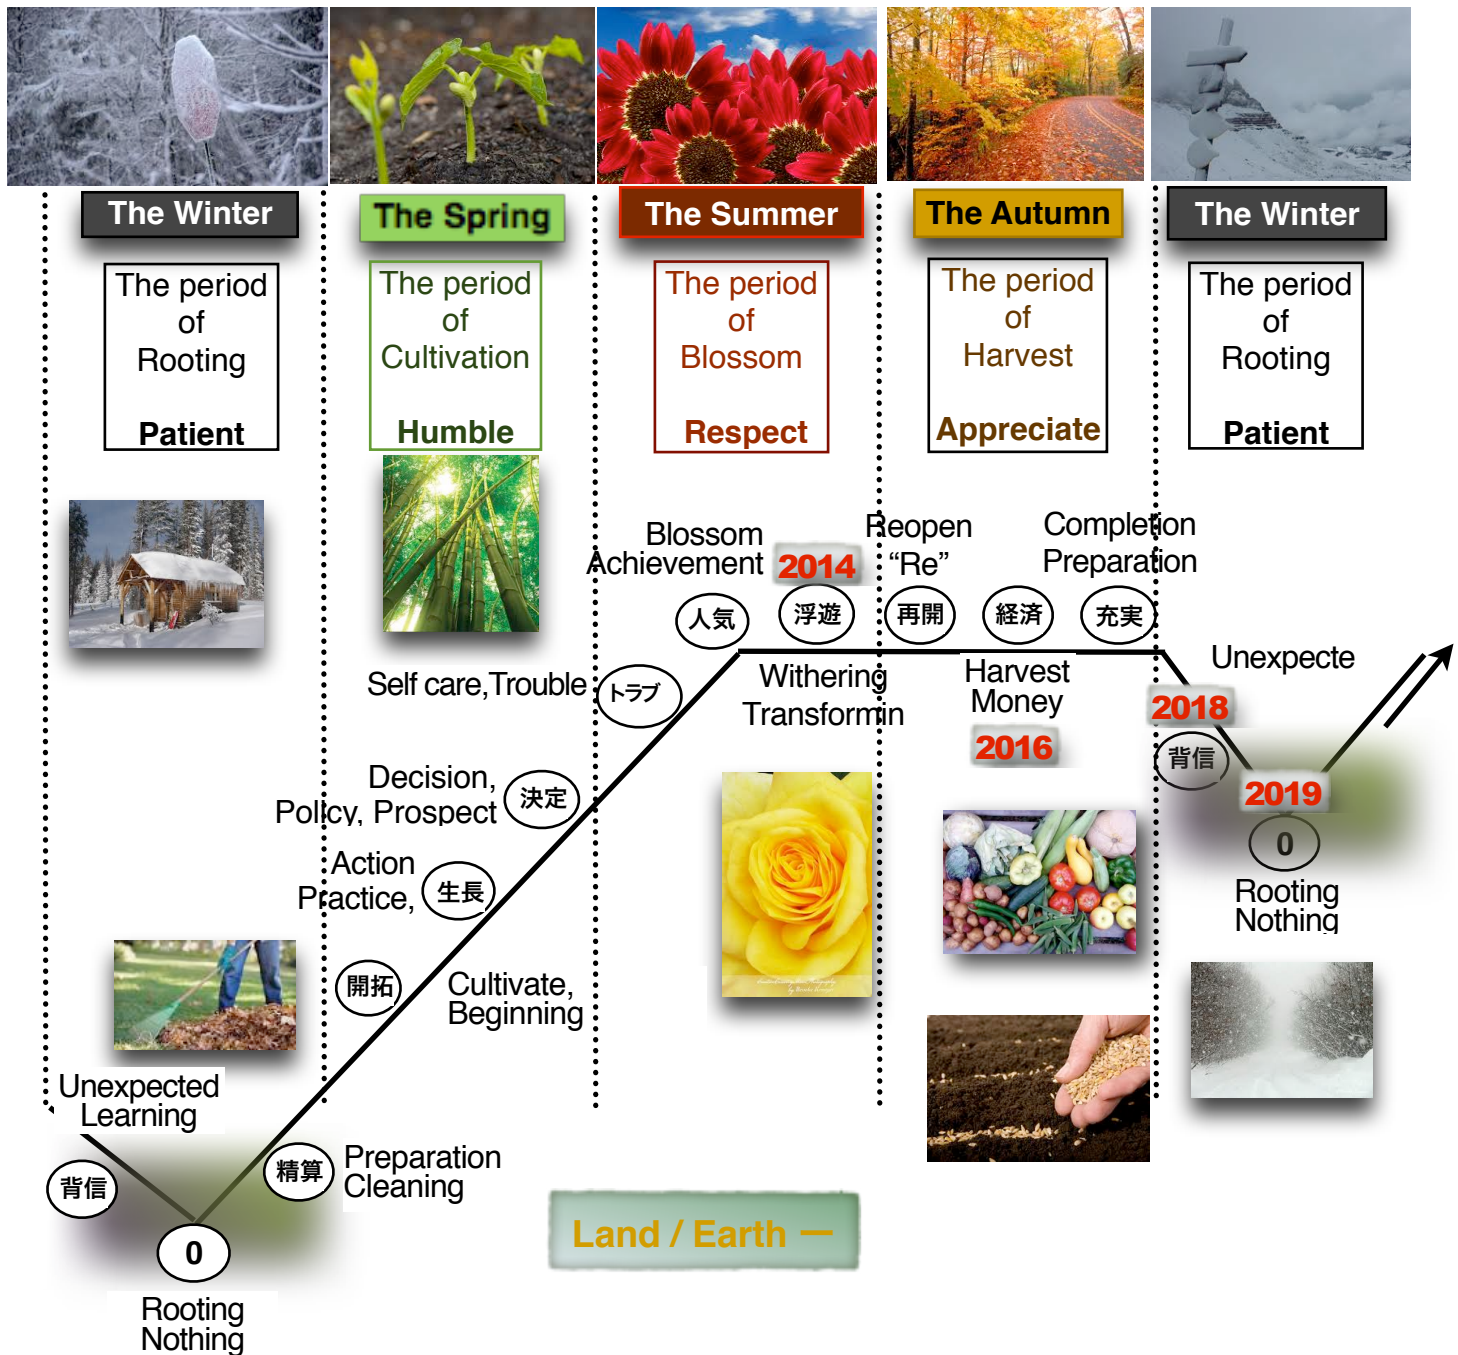 The Winter
The Spring
The Summer
The Autumn
The Winter
The period
of
Rooting
Patient
The period
of
Cultivation
Humble
The period
of
Blossom
Respect
The period
of
Harvest
Appreciate
The period
of
Rooting
Patient
Blossom
Achievement
2014
Reopen
“Re”
Completion
Preparation
人気
浮遊
再開
経済
充実
Self care,Trouble
トラブ
Withering
Transformin
Harvest
Money
2016
Unexpecte
2018
背信
2019
0
Rooting
Nothing
Decision,
Policy, Prospect
決定
Action
Practice,
生長
開拓
Cultivate,
Beginning
Unexpected
Learning
背信
精算
Preparation
Cleaning
0
Rooting
Nothing
Land / Earth —